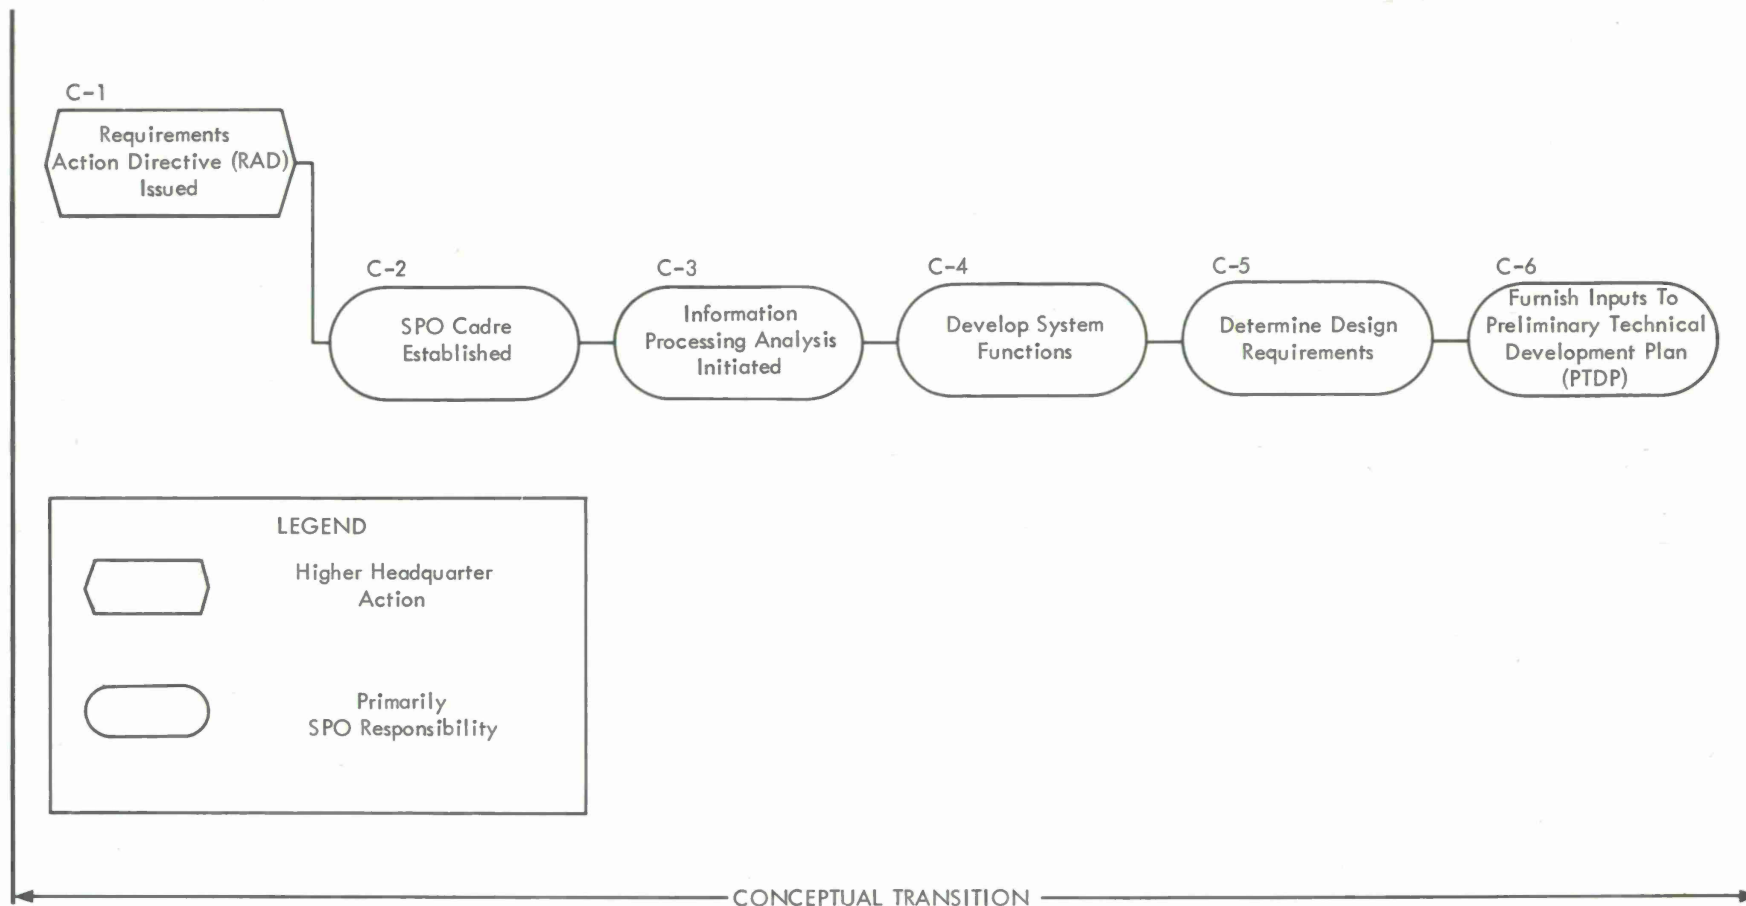 C-1
Requirements
Action Directive (RAD)
Issued
C-2
SPO Cadre
Established
C-3
Information
Processing Analysis
Initiated
C-4
Develop System
Functions
C-5
Determine Design
Requirements
C-6
Furnish Inputs To
Preliminary Technical
Development Plan
(PTDP)
LEGEND
Higher Headquarter
Action
Primarily
SPO Responsibility
CONCEPTUAL TRANSITION